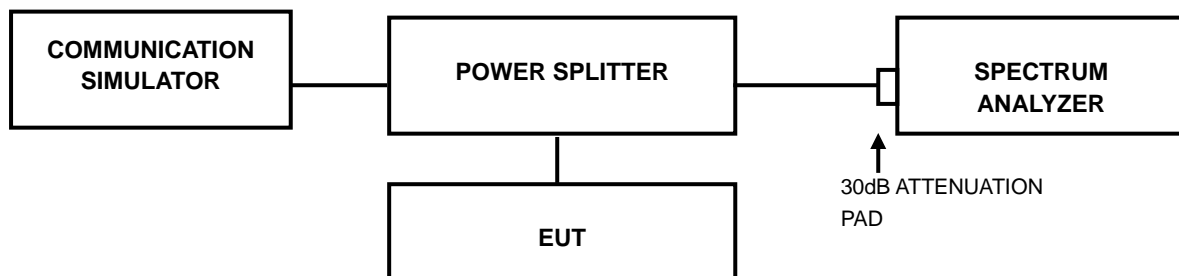 COMMUNICATION
SIMULATOR
POWER SPLITTER
SPECTRUM
ANALYZER
30dB ATTENUATION
PAD
EUT